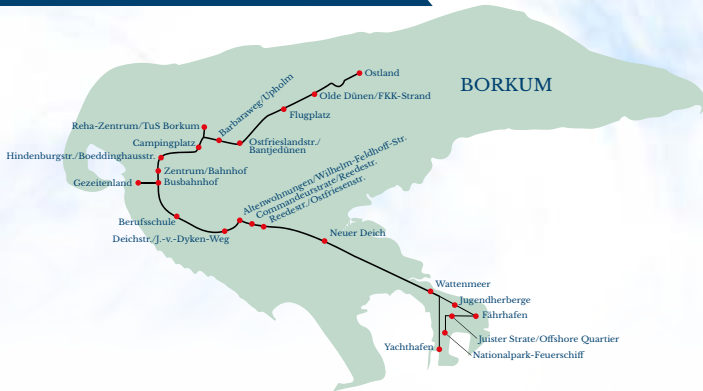 BORKUM
Ostland
Olde Dünen/FKK-Strand
Flugplatz
Barbaraweg/Upholm
Ostfrieslandstr./
Bantjedünen
Reha-Zentrum/TuS Borkum
Campingplatz
Hindenburgstr./Boeddinghausstr.
Zentrum/Bahnhof
Gezeitenland
Busbahnhof
Berufsschule
Deichstr./J.-v.-Dyken-Weg
Altenwohnungen/Wilhelm-Feldhoff-Str.
Commandeurstrate/Reedestr.
Reedestr./Ostfriesenstr.
Neuer Deich
Wattenmeer
Jugendherberge
Fährhafen
Juister Strate/Offshore Quartier
Nationalpark-Feuerschiff
Yachthafen